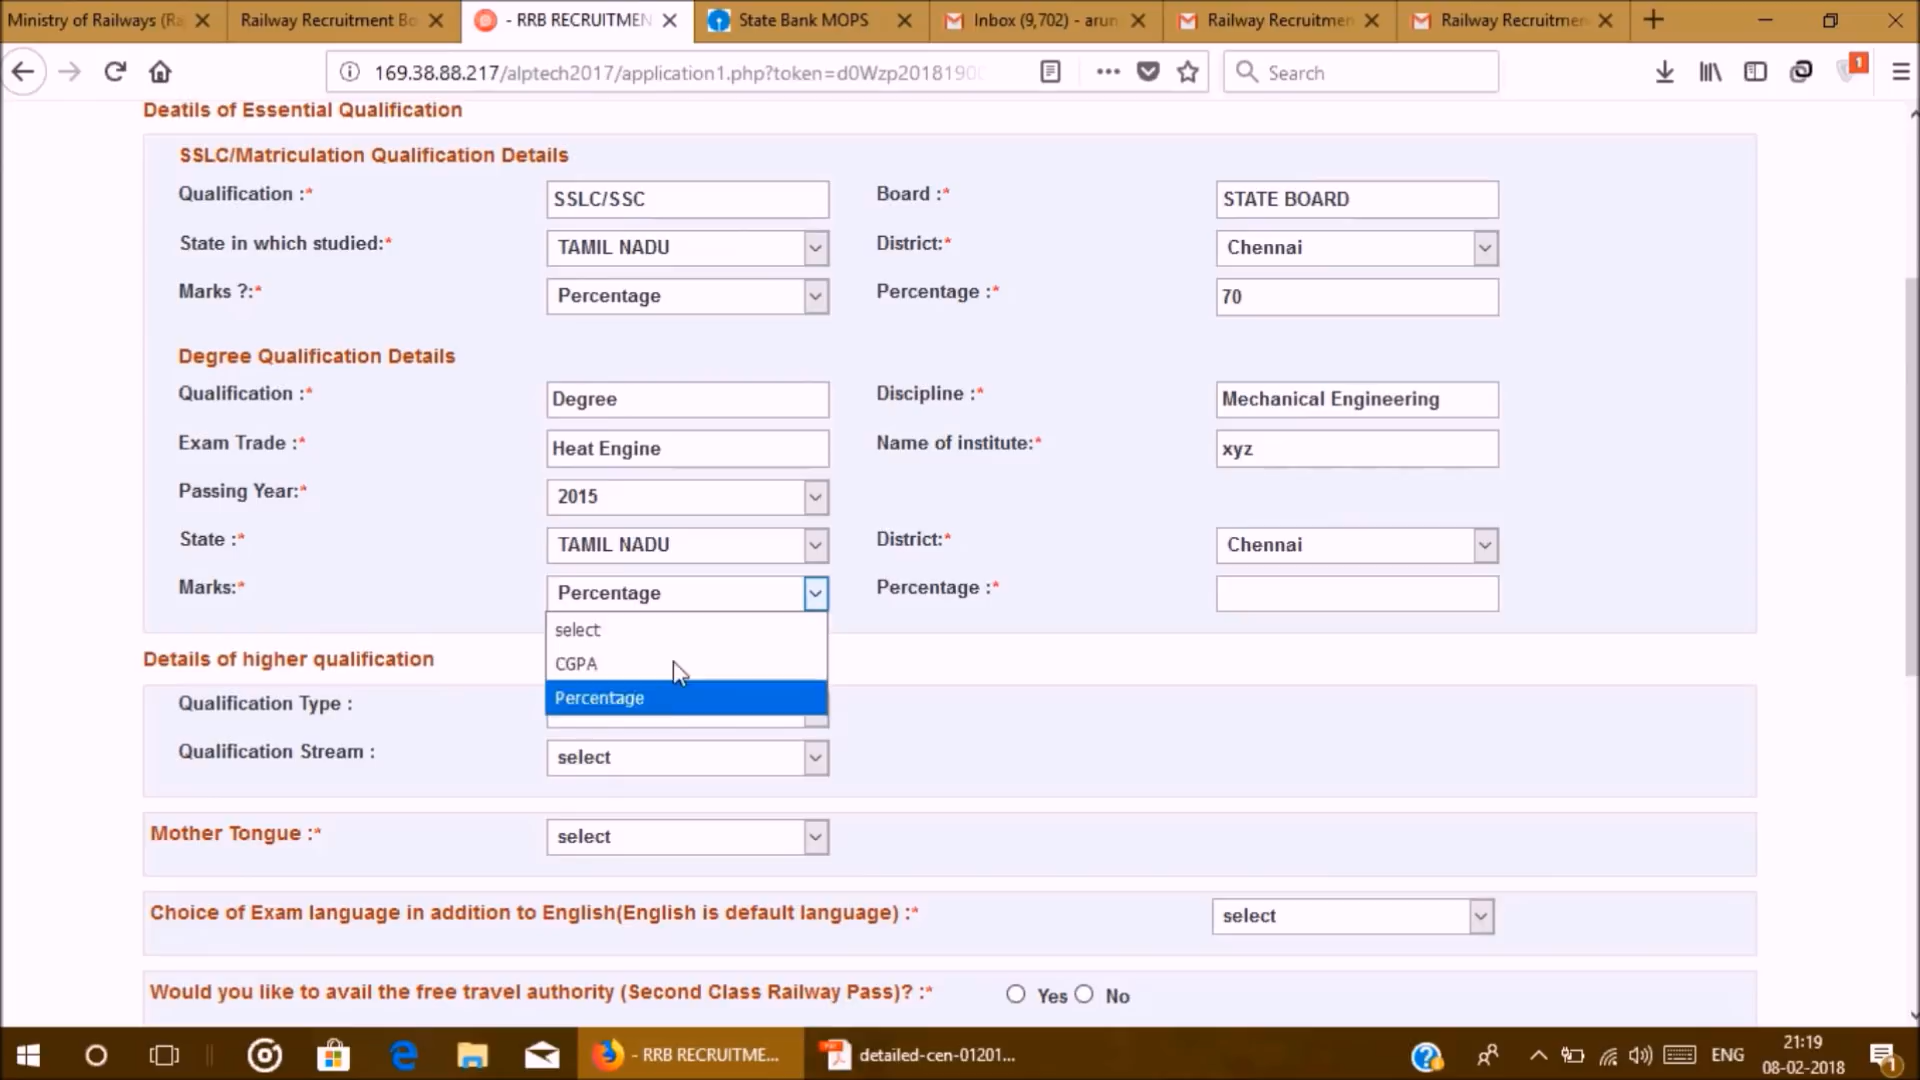 Ministry of Railways (Ra
Railway Recruitment Bo
- RRB RECRUITMEN
State Bank MOPS
Inbox (9,702) - arun
Railway Recruitmen
Railway Recruitmen
169.38.88.217/alptech2017/application1.php?token=d0Wzp20181900
Search
1
Deatils of Essential Qualification
SSLC/Matriculation Qualification Details
Qualification :* SSLC/SSC Board :* STATE BOARD
State in which studied:* TAMIL NADU District:* Chennai
Marks ?:* Percentage Percentage :* 70
Degree Qualification Details
Qualification :* Degree Discipline :* Mechanical Engineering
Exam Trade :* Heat Engine Name of institute:* xyz
Passing Year:* 2015
State :* TAMIL NADU District:* Chennai
Marks:* Percentage Percentage :*
select
CGPA
Percentage
Details of higher qualification
Qualification Type :
Qualification Stream : select
Mother Tongue :* select
Choice of Exam language in addition to English(English is default language) :* select
Would you like to avail the free travel authority (Second Class Railway Pass)? :* Yes No
- RRB RECRUITME...
detailed-cen-01201...
ENG
21:19
08-02-2018
1